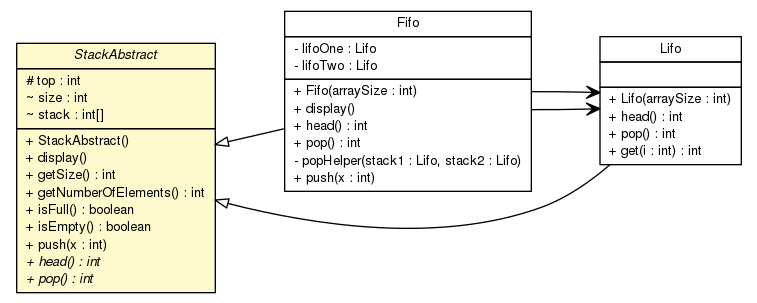 StackAbstract
# top : int
~ size : int
~ stack : int[]
+ StackAbstract()
+ display()
+ getSize() : int
+ getNumberOfElements() : int
+ isFull() : boolean
+ isEmpty() : boolean
+ push(x : int)
+ head() : int
+ pop() : int
Fifo
- lifoOne : Lifo
- lifoTwo : Lifo
+ Fifo(arraySize : int)
+ display()
+ head() : int
+ pop() : int
- popHelper(stack1 : Lifo, stack2 : Lifo)
+ push(x : int)
Lifo
+ Lifo(arraySize : int)
+ head() : int
+ pop() : int
+ get(i : int) : int